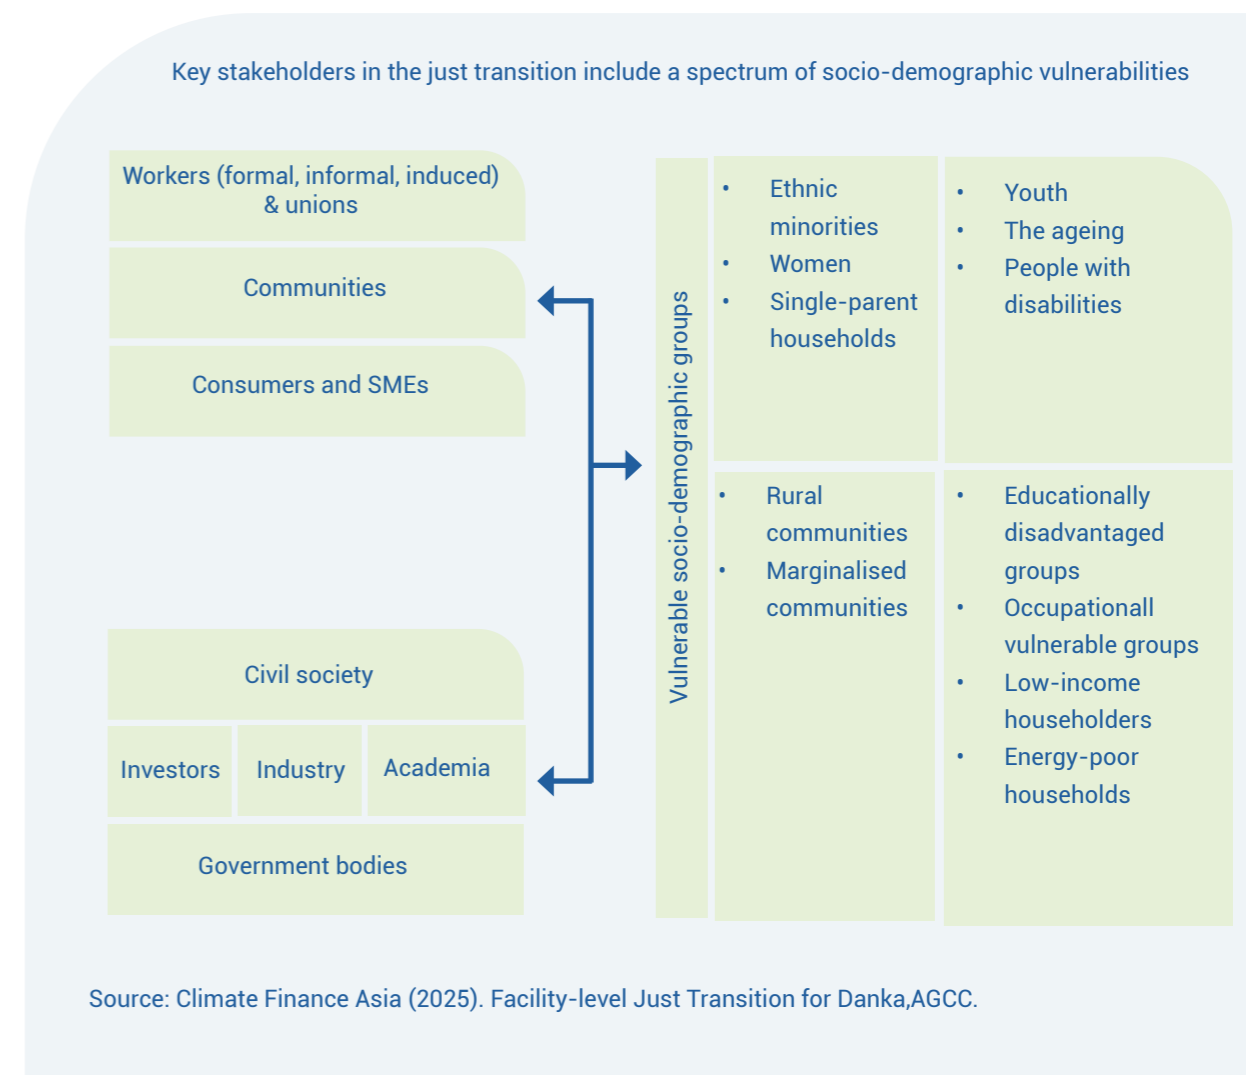 Key stakeholders in the just transition include a spectrum of socio-demographic vulnerabilities
Workers (formal, informal, induced)
& unions
Communities
Consumers and SMEs
Civil society
Investors
Industry
Academia
Government bodies
Vulnerable socio-demographic groups
• Ethnic
minorities
• Women
• Single-parent
households
• Youth
• The ageing
• People with
disabilities
• Rural
communities
• Marginalised
communities
• Educationally
disadvantaged
groups
• Occupationall
vulnerable groups
• Low-income
householders
• Energy-poor
households
Source: Climate Finance Asia (2025). Facility-level Just Transition for Danka,AGCC.